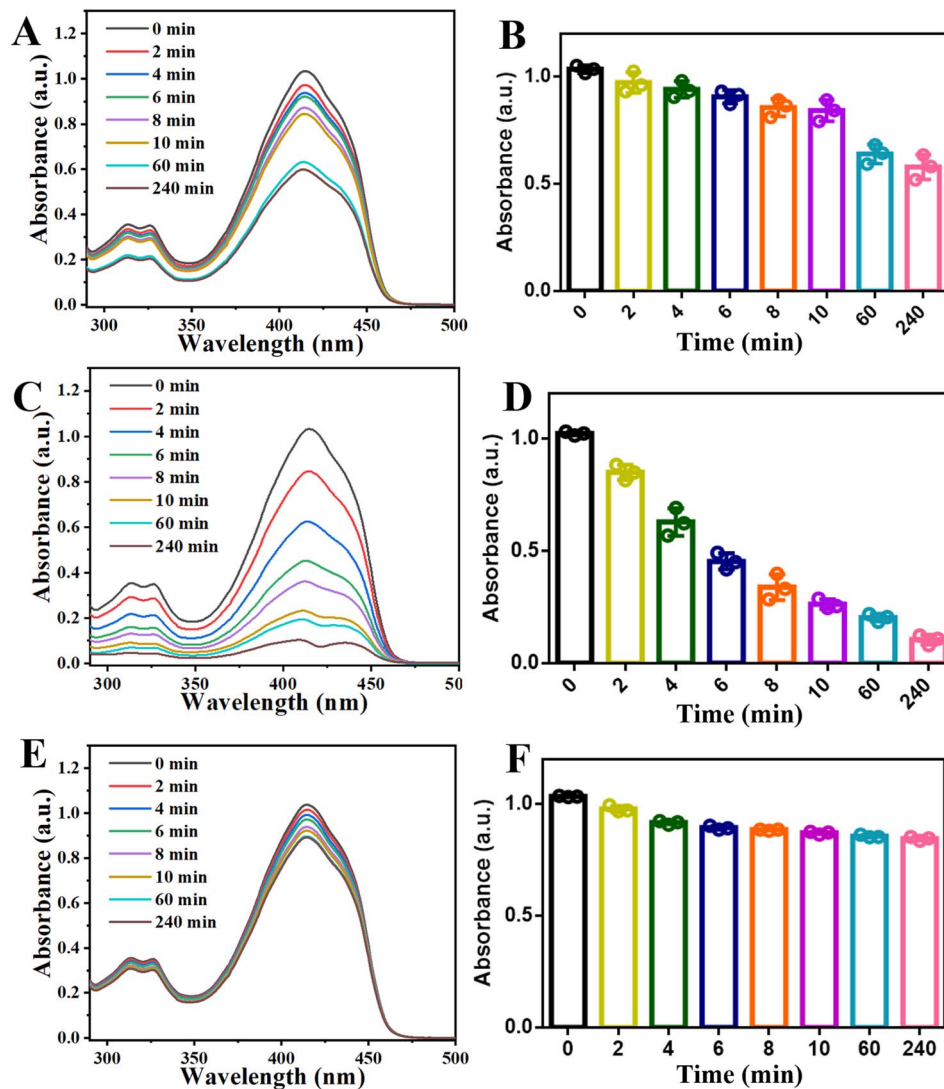 A
0 min
2 min
4 min
6 min
8 min
10 min
60 min
240 min
1.2
1.0
0.8
0.6
0.4
0.2
0.0
Absorbance (a.u.)
300
350
400
450
500
Wavelength (nm)
B
1.0
0.5
0.0
Absorbance (a.u.)
0
2
4
6
8
10
60
240
Time (min)
C
0 min
2 min
4 min
6 min
8 min
10 min
60 min
240 min
1.2
1.0
0.8
0.6
0.4
0.2
0.0
Absorbance (a.u.)
300
350
400
450
50
Wavelength (nm)
D
1.0
0.5
0.0
Absorbance (a.u.)
0
2
4
6
8
10
60
240
Time (min)
E
0 min
2 min
4 min
6 min
8 min
10 min
60 min
240 min
1.2
1.0
0.8
0.6
0.4
0.2
0.0
Absorbance (a.u.)
300
350
400
450
500
Wavelength (nm)
F
1.0
0.5
0.0
Absorbance (a.u.)
0
2
4
6
8
10
60
240
Time (min)